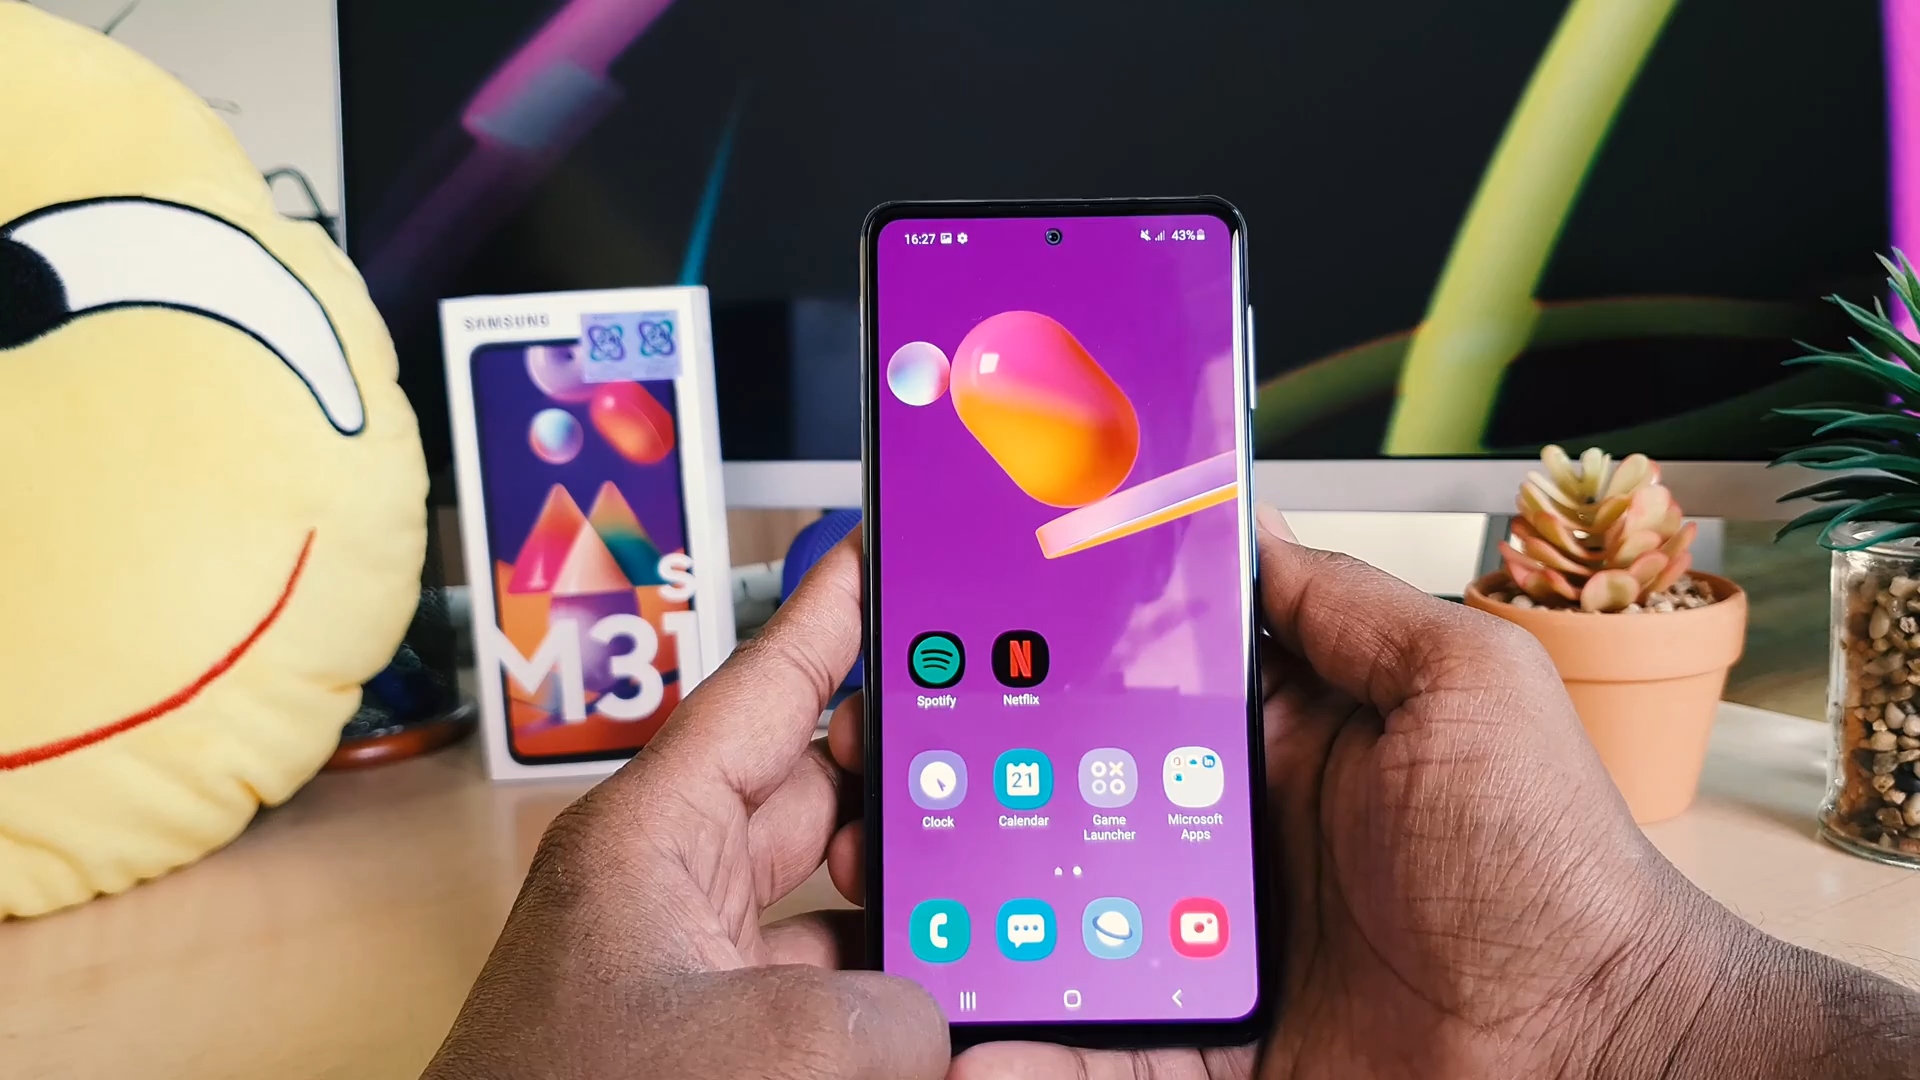 SAMSUNG
s
M31
16:27
43%
Spotify
N
Netflix
21
Clock
Calendar
Game
Launcher
Microsoft
Apps